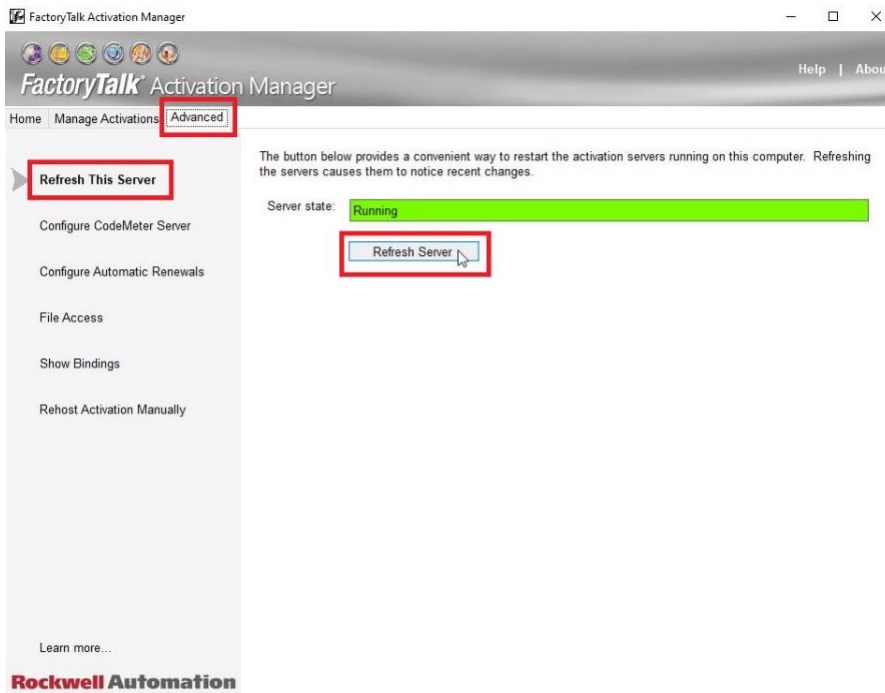 FactoryTalk Activation Manager
FactoryTalk® Activation Manager
Help | Abou
Home Manage Activations Advanced
Refresh This Server
Configure CodeMeter Server
Configure Automatic Renewals
File Access
Show Bindings
Rehost Activation Manually
Learn more...
Rockwell Automation
The button below provides a convenient way to restart the activation servers running on this computer. Refreshing
the servers causes them to notice recent changes.
Server state: Running
Refresh Server